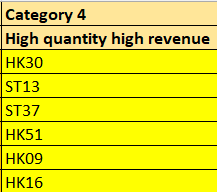 Category 4
High quantity high revenue
HK30
ST13
ST37
HK51
HK09
HK16